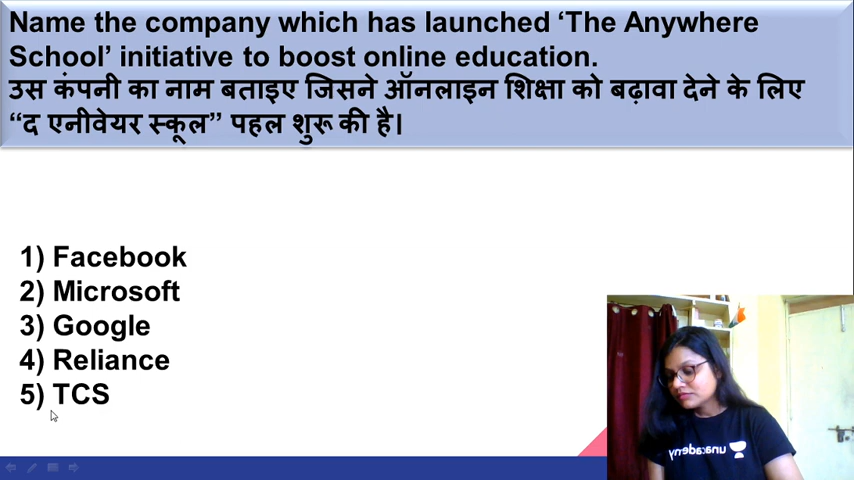 Name the company which has launched ‘The Anywhere
School’ initiative to boost online education.
उस कंपनी का नाम बताइए जिसने ऑनलाइन शिक्षा को बढ़ावा देने के लिए
“द एनीवेयर स्कूल” पहल शुरू की है।
1) Facebook
2) Microsoft
3) Google
4) Reliance
5) TCS
unacademy